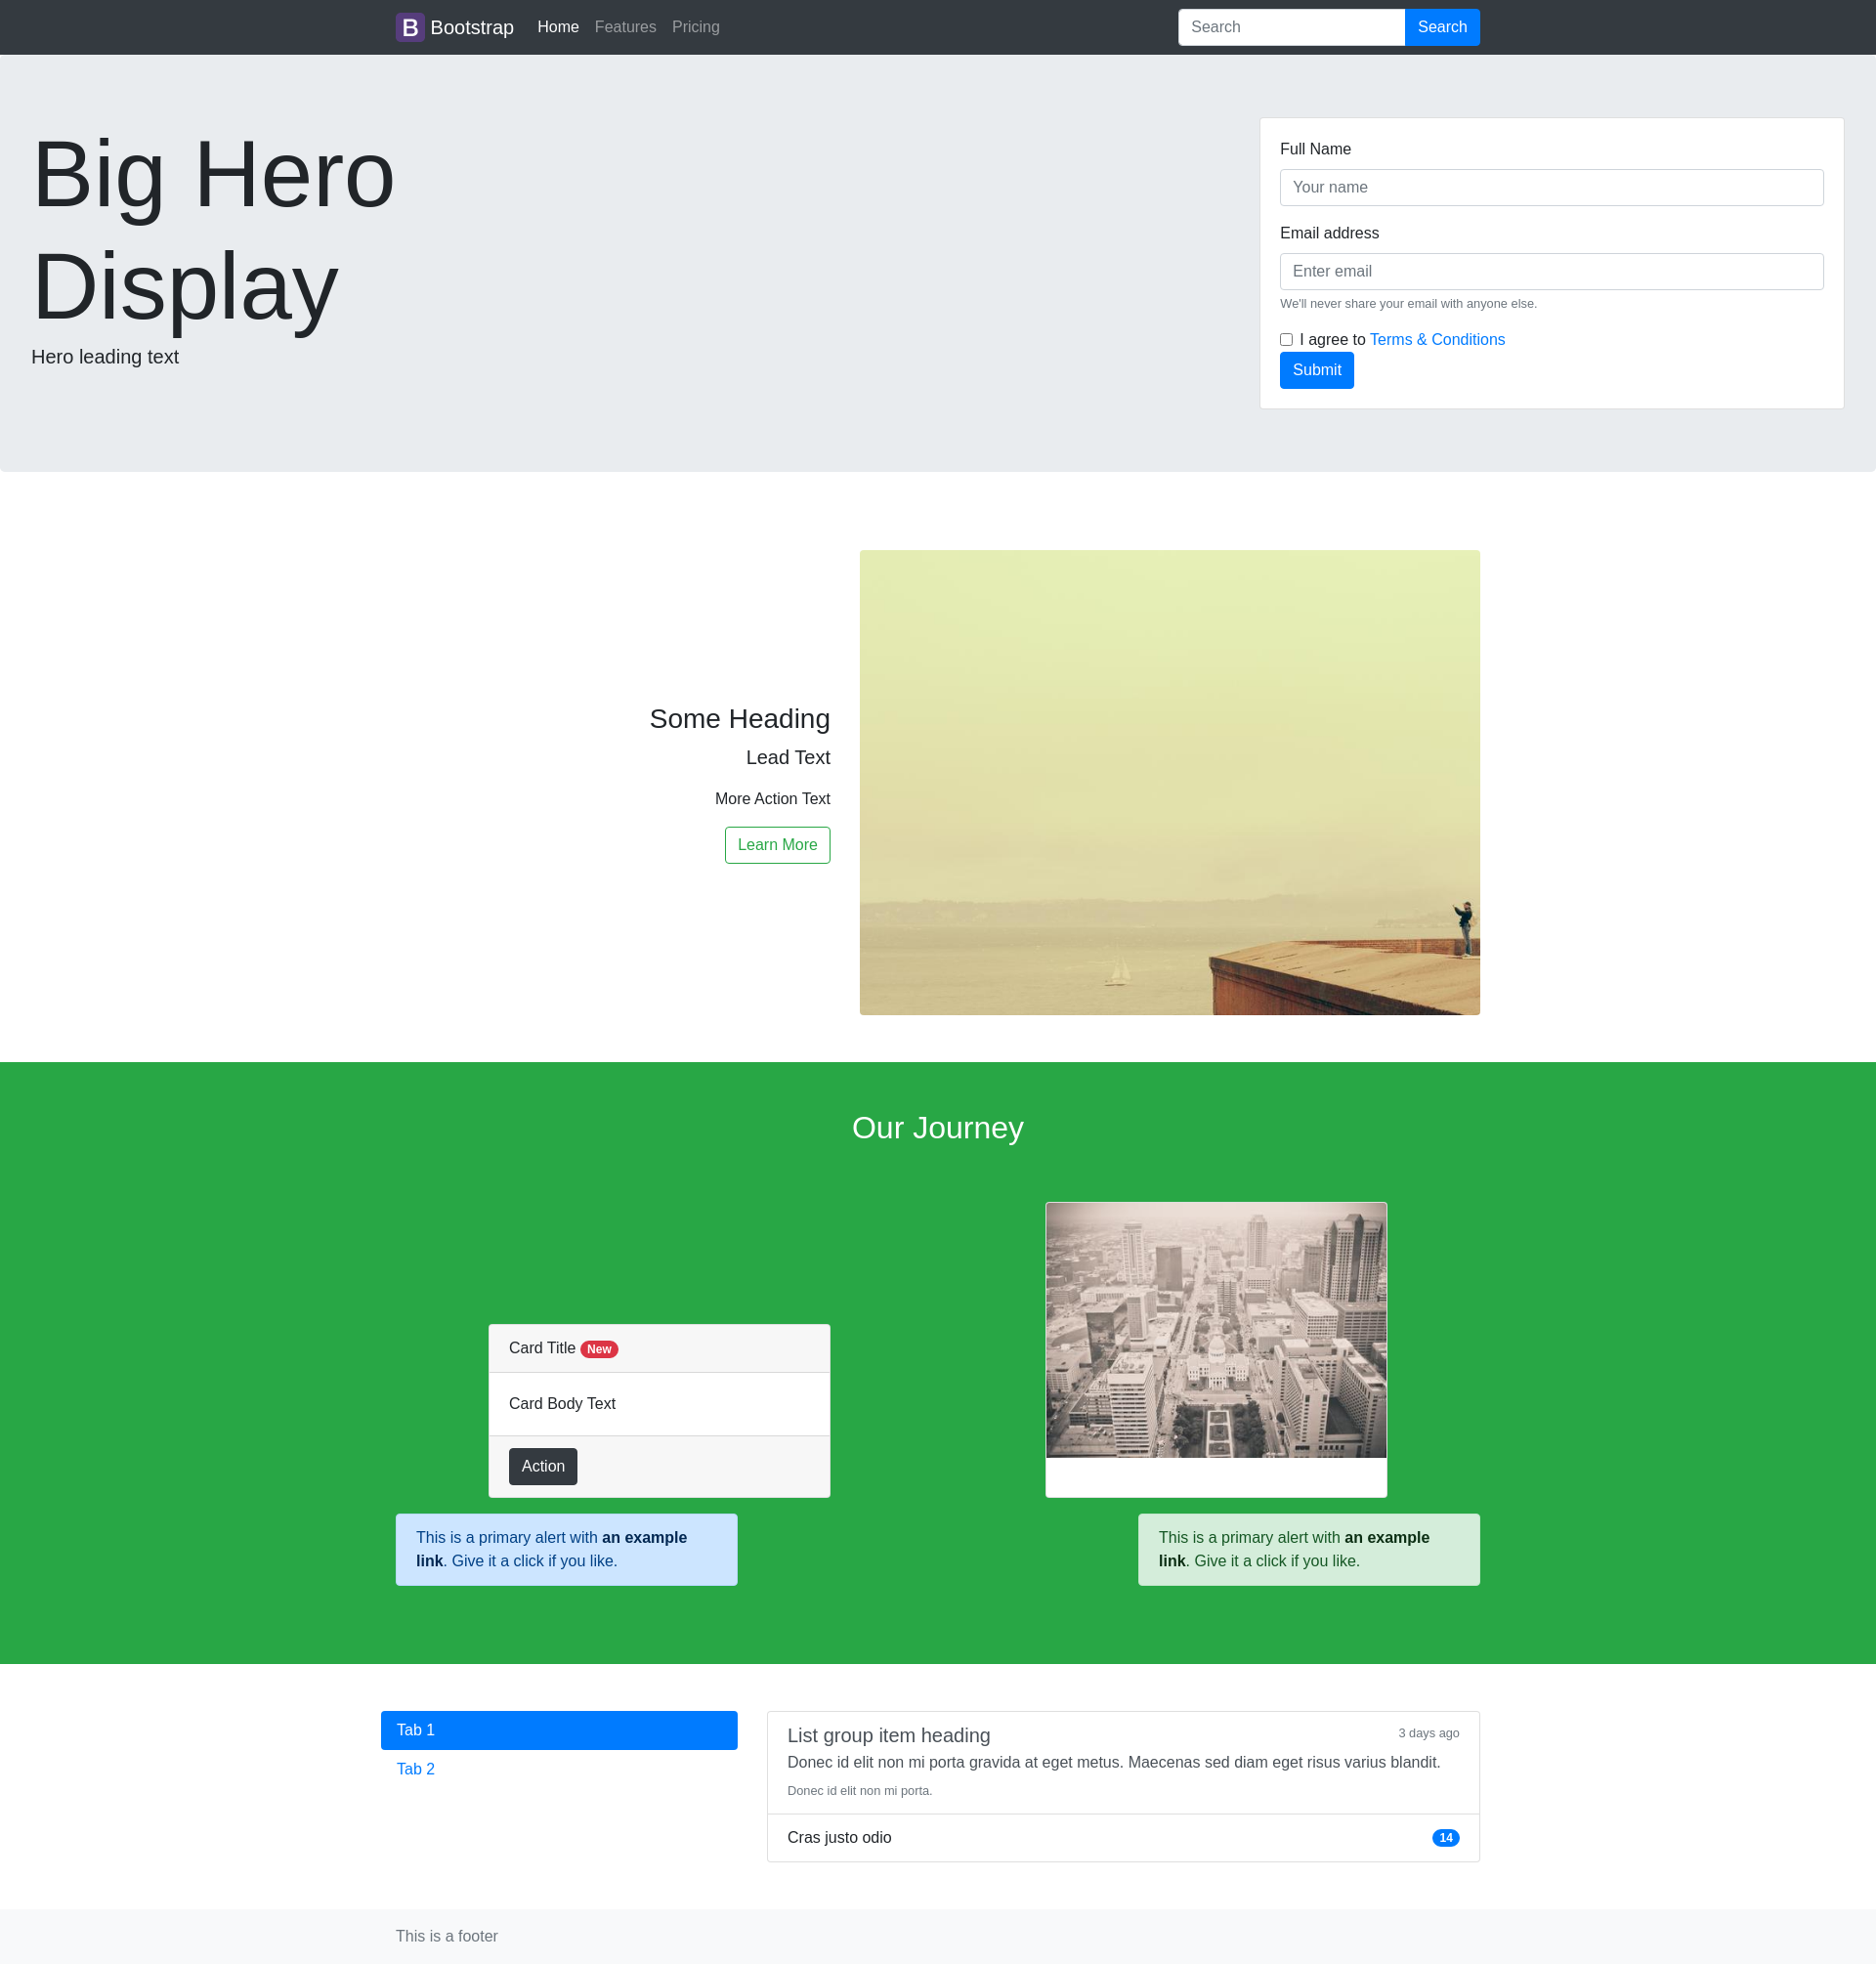 B Bootstrap Home Features Pricing Search Search
Big Hero
Display
Hero leading text
Full Name
Your name
Email address
Enter email
We'll never share your email with anyone else.
I agree to Terms & Conditions
Submit
Some Heading
Lead Text
More Action Text
Learn More
Our Journey
Card Title New
Card Body Text
Action
This is a primary alert with an example
link. Give it a click if you like.
This is a primary alert with an example
link. Give it a click if you like.
Tab 1
Tab 2
List group item heading 3 days ago
Donec id elit non mi porta gravida at eget metus. Maecenas sed diam eget risus varius blandit.
Donec id elit non mi porta.
Cras justo odio 14
This is a footer